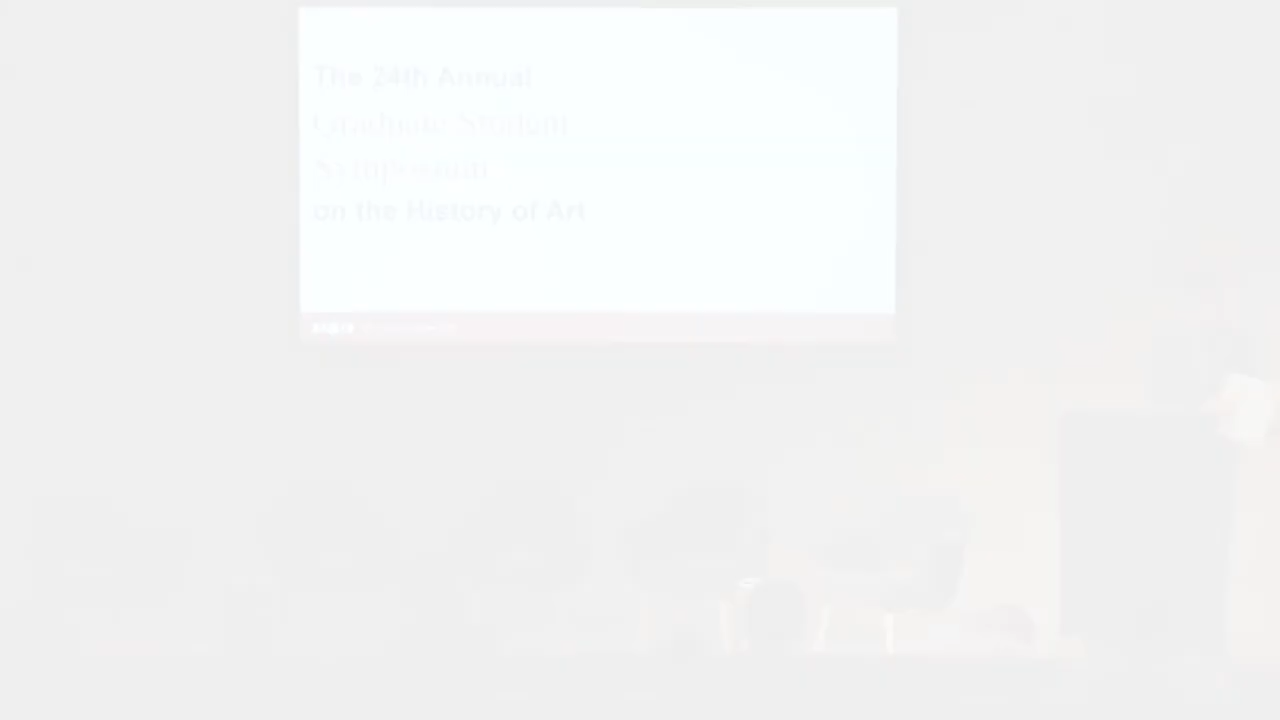 The 24th Annual
Graduate Student
Symposium
on the History of Art